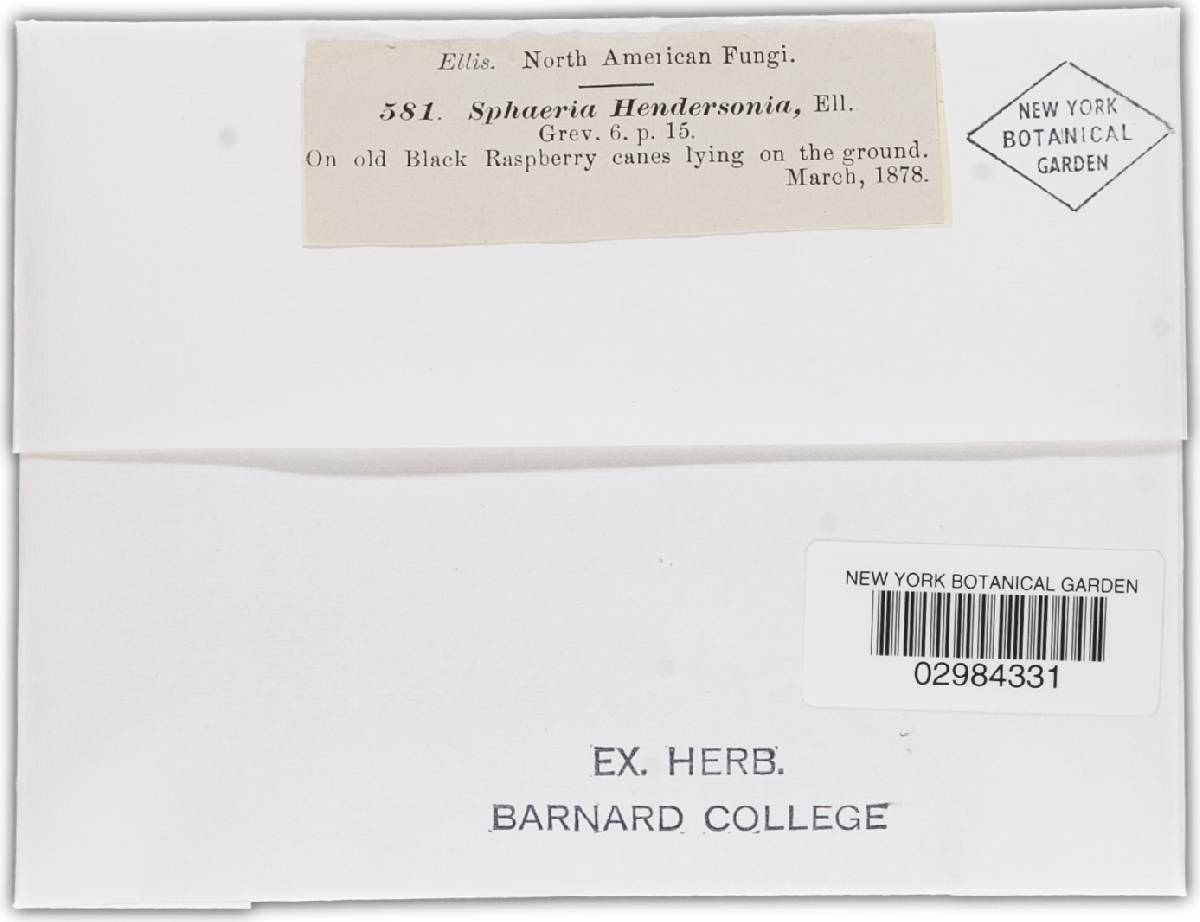 Ellis. North American Fungi.
581. Sphaeria Hendersonia, Ell.
Grev. 6. p. 15.
On old Black Raspberry canes lying on the ground.
March, 1878.
NEW YORK
BOTANICAL
GARDEN
NEW YORK BOTANICAL GARDEN
02984331
EX. HERB.
BARNARD COLLEGE